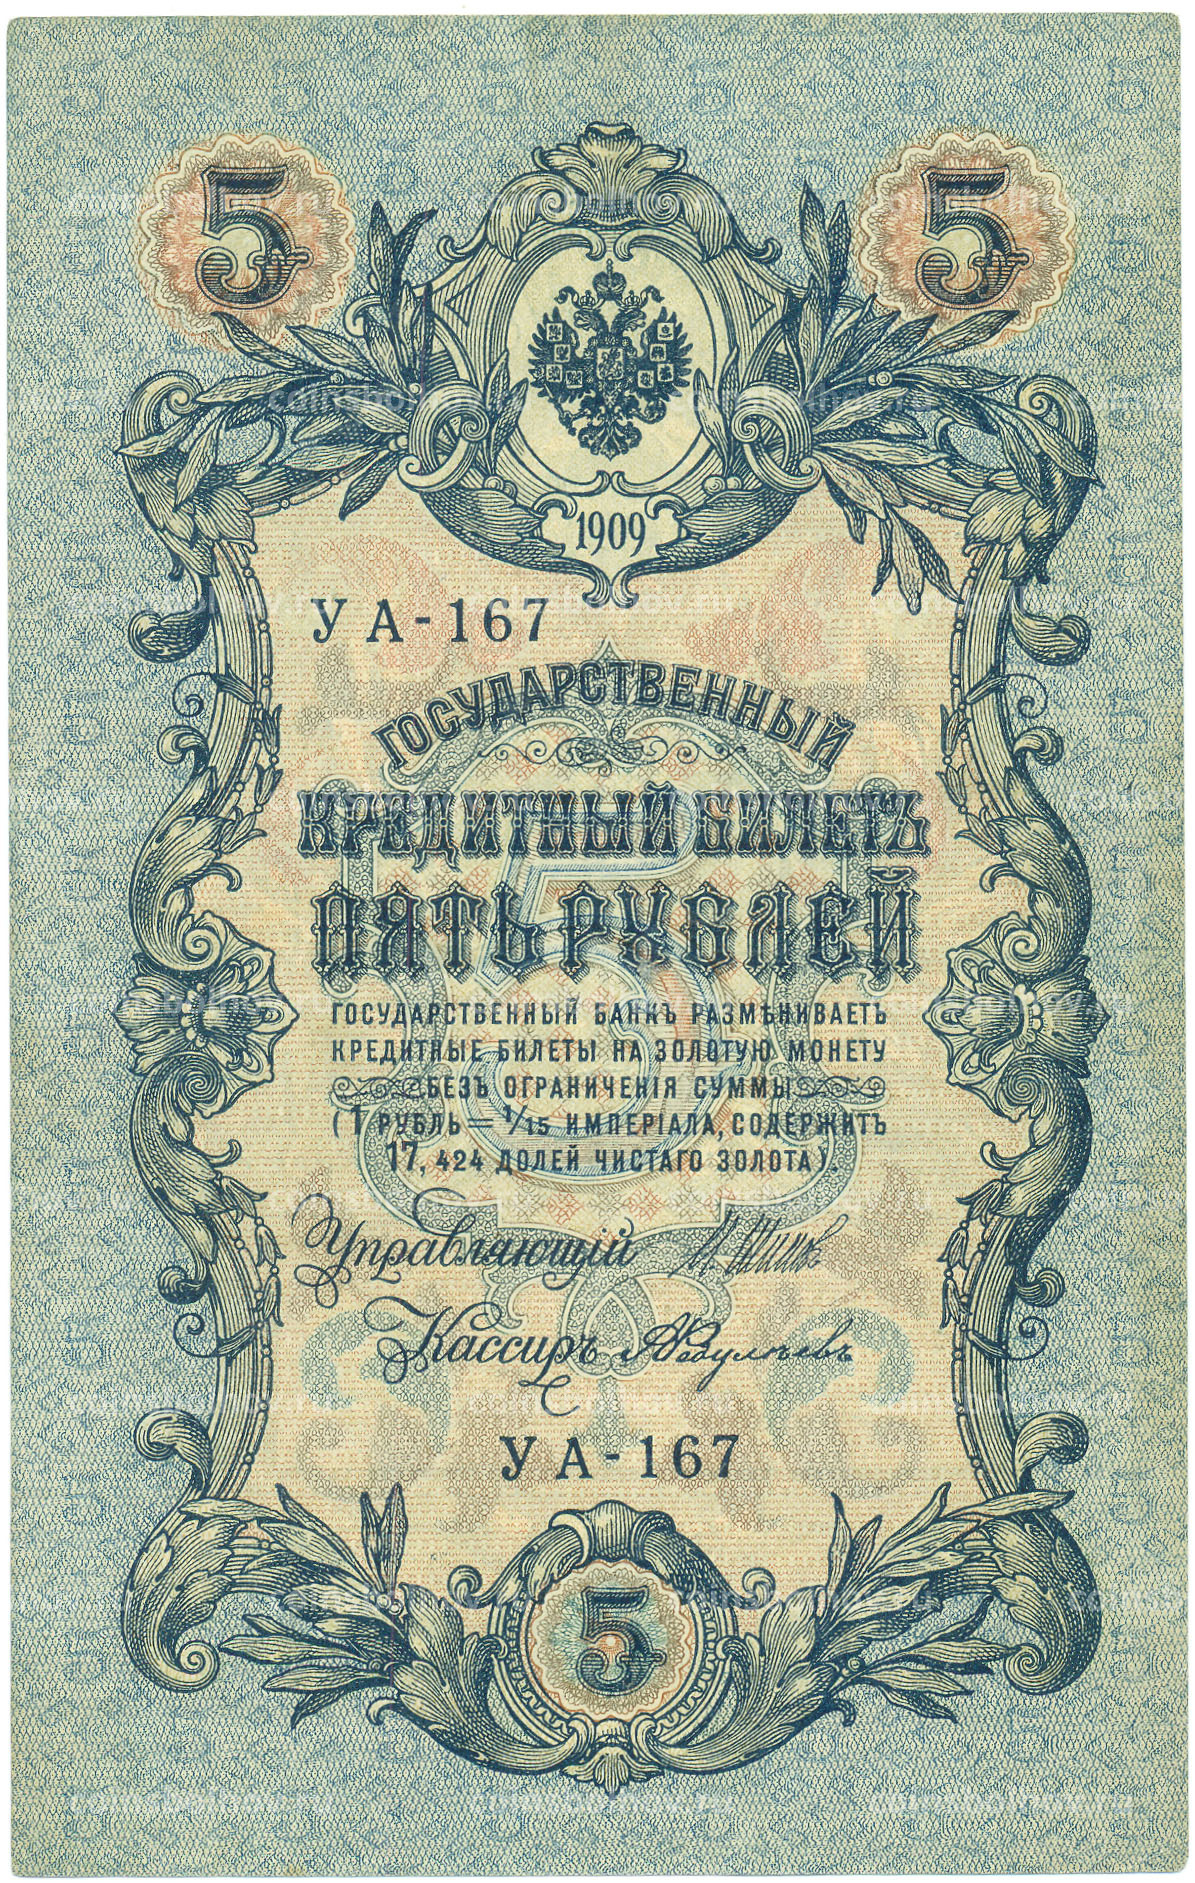 5 5
1909
УА-167
ГОСУДАРСТВЕННЫЙ
КРЕДИТНЫЙ БИЛЕТЪ
ПЯТЬ РУБЛЕЙ
ГОСУДАРСТВЕННЫЙ БАНКЪ РАЗМѢНИВАЕТЪ
КРЕДИТНЫЕ БИЛЕТЫ НА ЗОЛОТУЮ МОНЕТУ
БЕЗЪ ОГРАНИЧЕНІЯ СУММЫ
(1 РУБЛЬ = 1/15 ИМПЕРІАЛА, СОДЕРЖИТЪ
17,424 ДОЛЕЙ ЧИСТАГО ЗОЛОТА).
Управляющій И. Шипов
Кассиръ
УА-167
5